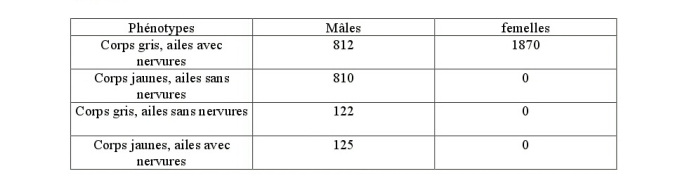 Phénotypes Mâles femelles
Corps gris, ailes avec nervures 812 1870
Corps jaunes, ailes sans nervures 810 0
Corps gris, ailes sans nervures 122 0
Corps jaunes, ailes avec nervures 125 0